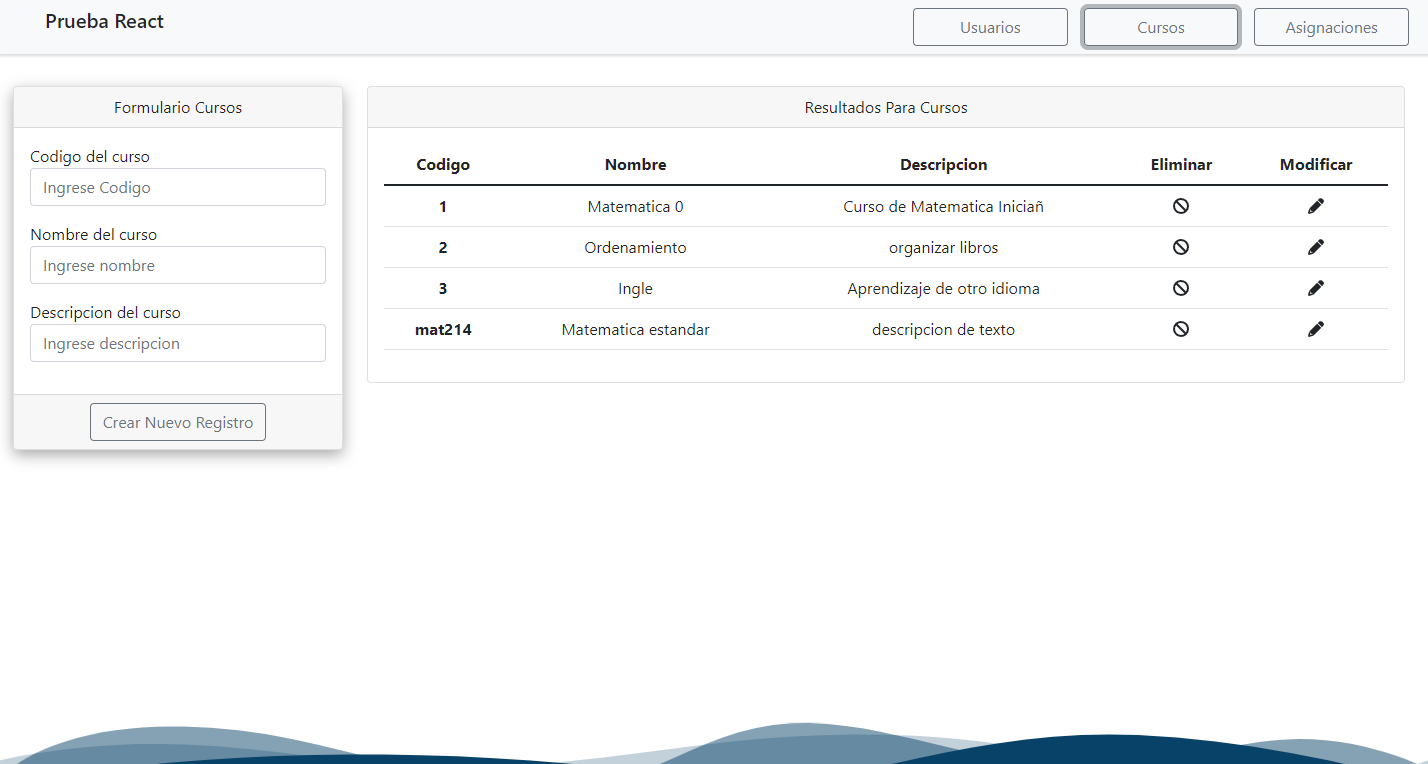 Prueba React
Usuarios
Cursos
Asignaciones
Formulario Cursos
Codigo del curso
Ingrese Codigo
Nombre del curso
Ingrese nombre
Descripcion del curso
Ingrese descripcion
Crear Nuevo Registro
Resultados Para Cursos
Codigo Nombre Descripcion Eliminar Modificar
1 Matematica 0 Curso de Matematica Iniciañ
2 Ordenamiento organizar libros
3 Ingle Aprendizaje de otro idioma
mat214 Matematica estandar descripcion de texto